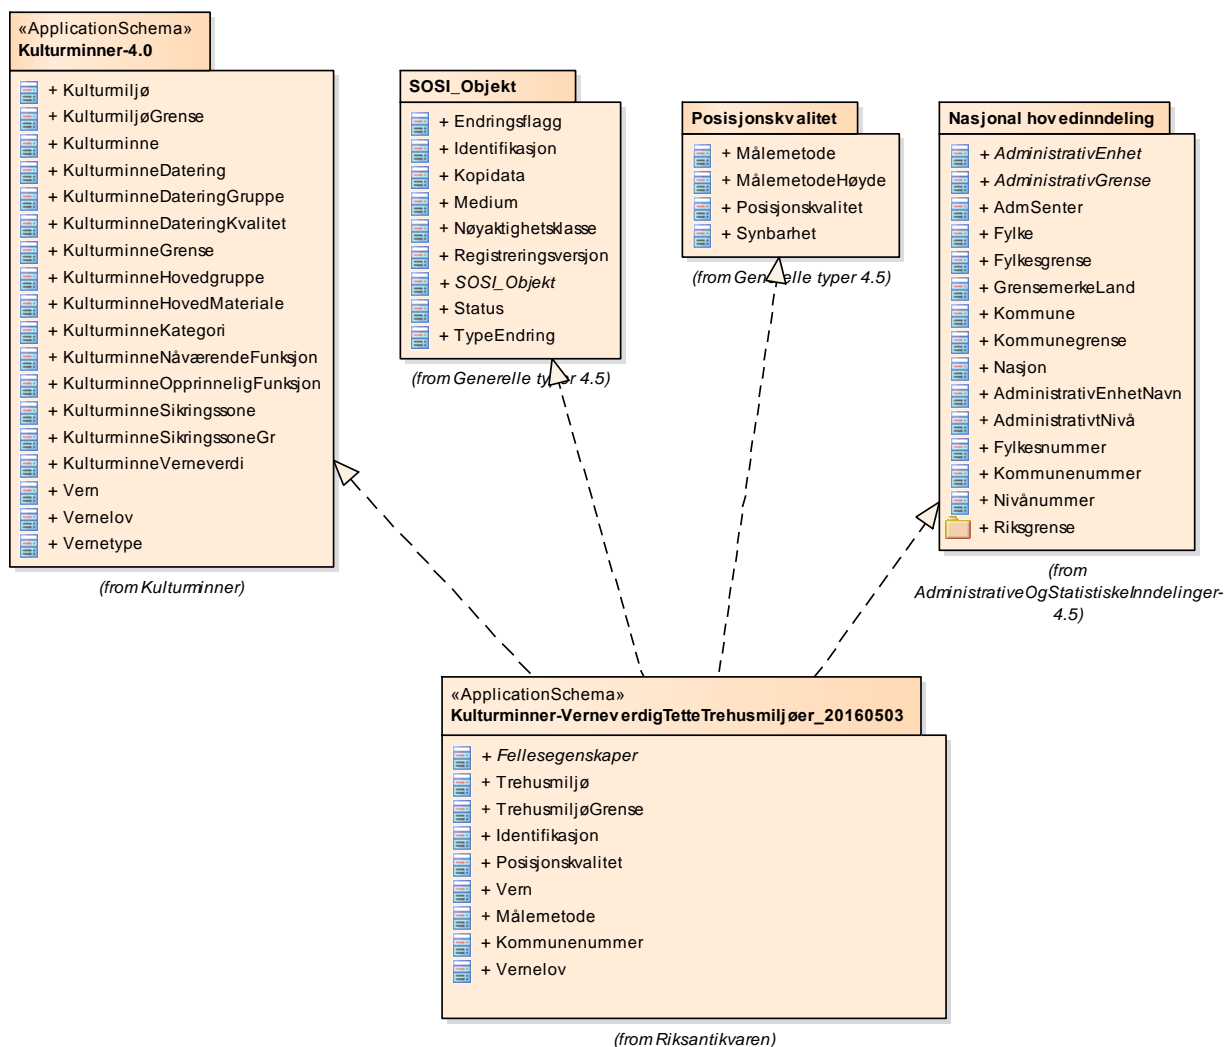 «ApplicationSchema»
Kulturminner-4.0
+ Kulturmiljø
+ KulturmiljøGrense
+ Kulturminne
+ KulturminneDatering
+ KulturminneDateringGruppe
+ KulturminneDateringKvalitet
+ KulturminneGrense
+ KulturminneHovedgruppe
+ KulturminneHovedMateriale
+ KulturminneKategori
+ KulturminneNåværendeFunksjon
+ KulturminneOpprinneligFunksjon
+ KulturminneSikringssone
+ KulturminneSikringssoneGr
+ KulturminneVerneverdi
+ Vern
+ Vernelov
+ Vernetype
(from Kulturminner)
SOSI_Objekt
+ Endringsflagg
+ Identifikasjon
+ Kopidata
+ Medium
+ Nøyaktighetsklasse
+ Registreringsversjon
+ SOSI_Objekt
+ Status
+ TypeEndring
(from Generelle typer 4.5)
Posisjonskvalitet
+ Målemetode
+ MålemetodeHøyde
+ Posisjonskvalitet
+ Synbarhet
(from Generelle typer 4.5)
Nasjonal hovedinndeling
+ AdministrativEnhet
+ AdministrativGrense
+ AdmSenter
+ Fylke
+ Fylkesgrense
+ GrensemerkeLand
+ Kommune
+ Kommunegrense
+ Nasjon
+ AdministrativEnhetNavn
+ AdministrativtNivå
+ Fylkesnummer
+ Kommunenummer
+ Nivånummer
+ Riksgrense
(from
AdministrativeOgStatistiskeInndelinger-
4.5)
«ApplicationSchema»
Kulturminner-VerneverdigTetteTrehusmiljøer_20160503
+ Fellesegenskaper
+ Trehusmiljø
+ TrehusmiljøGrense
+ Identifikasjon
+ Posisjonskvalitet
+ Vern
+ Målemetode
+ Kommunenummer
+ Vernelov
(from Riksantikvaren)